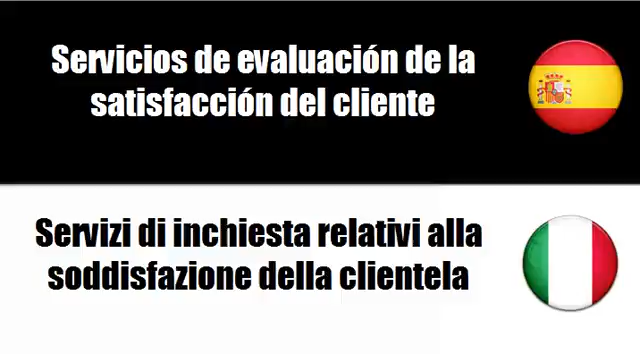 Servicios de evaluación de la
satisfacción del cliente
Servizi di inchiesta relativi alla
soddisfazione della clientela